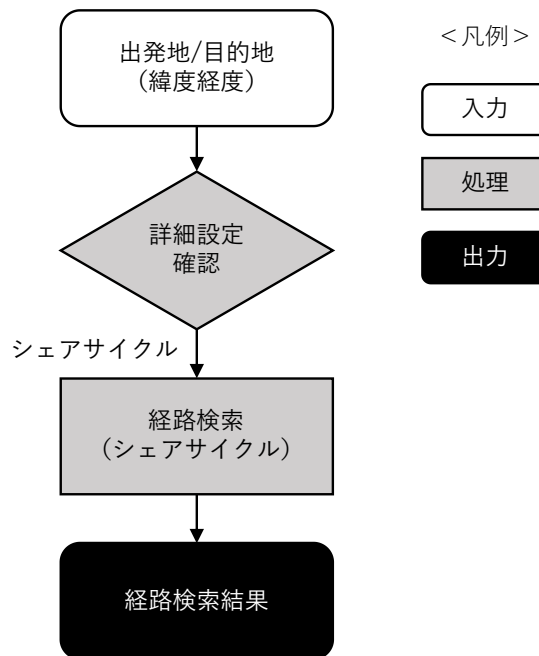 出発地/目的地
（緯度経度）
＜凡例＞
入力
処理
出力
詳細設定
確認
シェアサイクル
経路検索
（シェアサイクル）
経路検索結果